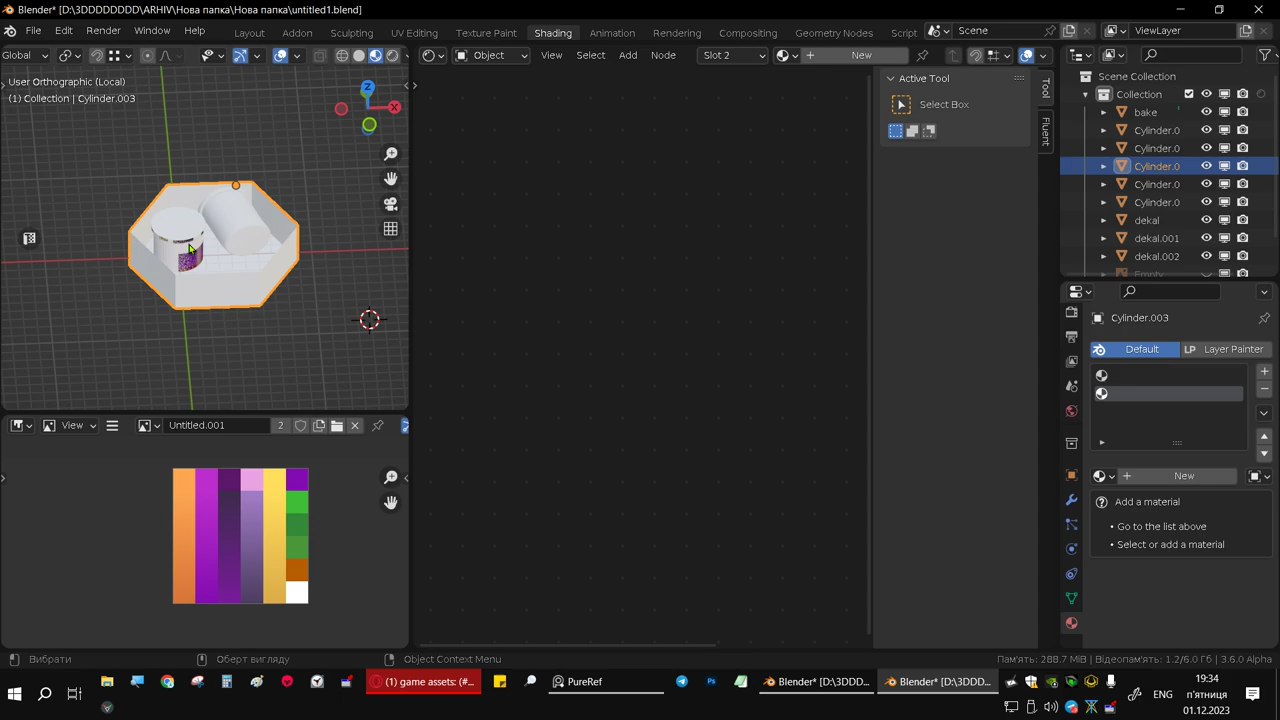 Blender* [D:\3DDDDDDDD\ARHIV\Нова папка\Нова папка\untitled1.blend]
File Edit Render Window Help Layout Adding Sculpting UV Editing Texture Paint Shading Animation Rendering Compositing Geometry Nodes Scene ViewLayer
Global Object View Select Add Node Slot 2 New
User Orthographic (Local)
(1) Collection | Cylinder.003
Z
X
Active Tool
Select Box
Tool
Fluent
Scene Collection
Collection
bake
Cylinder.0
Cylinder.0
Cylinder.0
Cylinder.0
Cylinder.0
dekal
dekal.001
dekal.002
Empty
Cylinder.003
Default LP Layer Painter
New
Add a material
• Go to the list above
• Select or add a material
View Untitled.001 2
Вибрати Оберт вигляду Object Context Menu Пам'ять: 288.7 MiB | Відеопам'ять: 1.2/6.0 Гб | 3.6.0 Alpha
(1) game assets: (#... PureRef Blender* [D:\3DDD... Blender* [D:\3DDD...
ENG
19:34
п'ятниця
01.12.2023